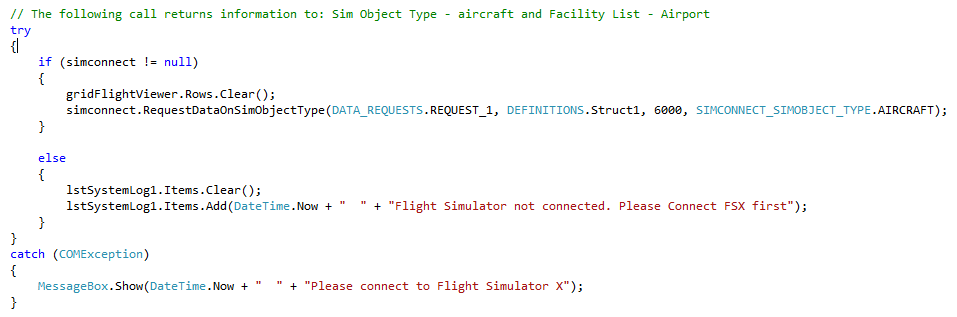 // The following call returns information to: Sim Object Type - aircraft and Facility List - Airport
try
{
if (simconnect != null)
{
gridFlightViewer.Rows.Clear();
simconnect.RequestDataOnSimObjectType(DATA_REQUESTS.REQUEST_1, DEFINITIONS.Struct1, 6000, SIMCONNECT_SIMOBJECT_TYPE.AIRCRAFT);
}
else
{
lstSystemLog1.Items.Clear();
lstSystemLog1.Items.Add(DateTime.Now + "  " + "Flight Simulator not connected. Please Connect FSX first");
}
}
catch (COMException)
{
MessageBox.Show(DateTime.Now + "  " + "Please connect to Flight Simulator X");
}